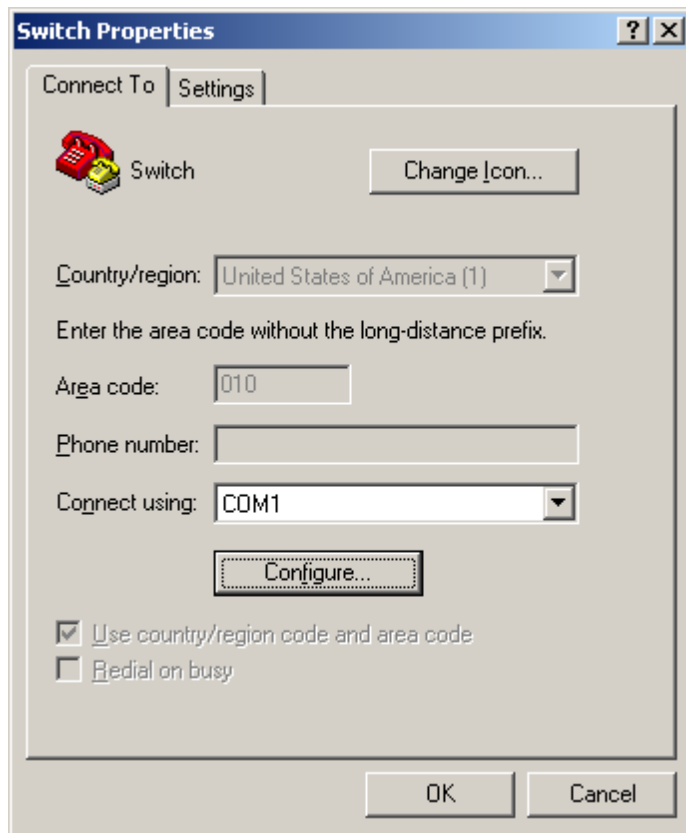 Switch Properties
Connect To Settings
Switch Change Icon...
Country/region: United States of America (1)
Enter the area code without the long-distance prefix.
Area code: 010
Phone number:
Connect using: COM1
Configure...
Use country/region code and area code
Redial on busy
OK Cancel